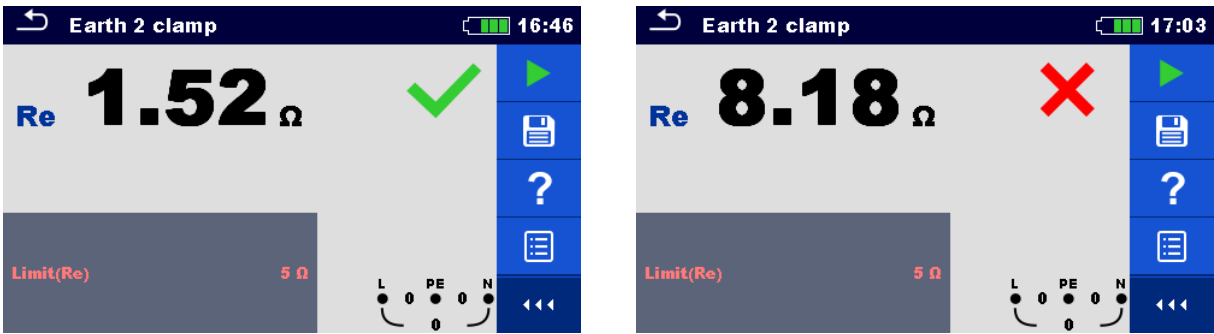 Earth 2 clamp 16:46
Re 1.52 Ω
?
Limit(Re) 5 Ω
L PE N
0 0
0
Earth 2 clamp 17:03
Re 8.18 Ω
?
Limit(Re) 5 Ω
L PE N
0 0
0